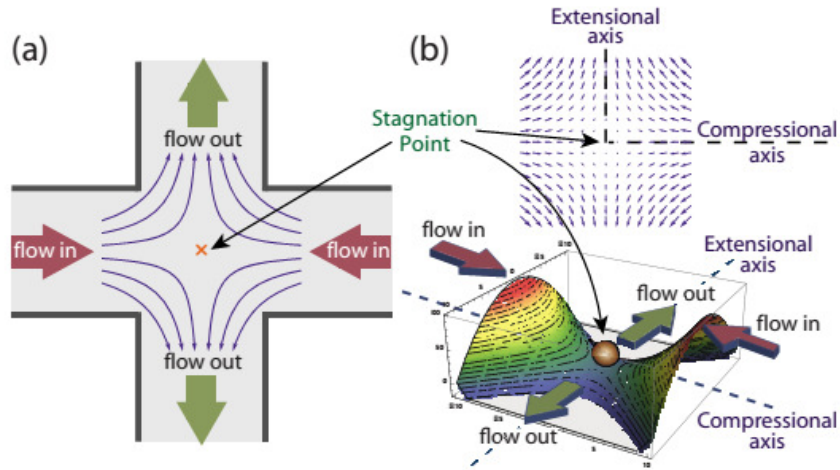 (a)
flow out
Stagnation
Point
flow in
flow in
flow out
(b)
Extensional
axis
Compressional
axis
flow in
Extensional
axis
flow out
flow in
Compressional
axis
flow out